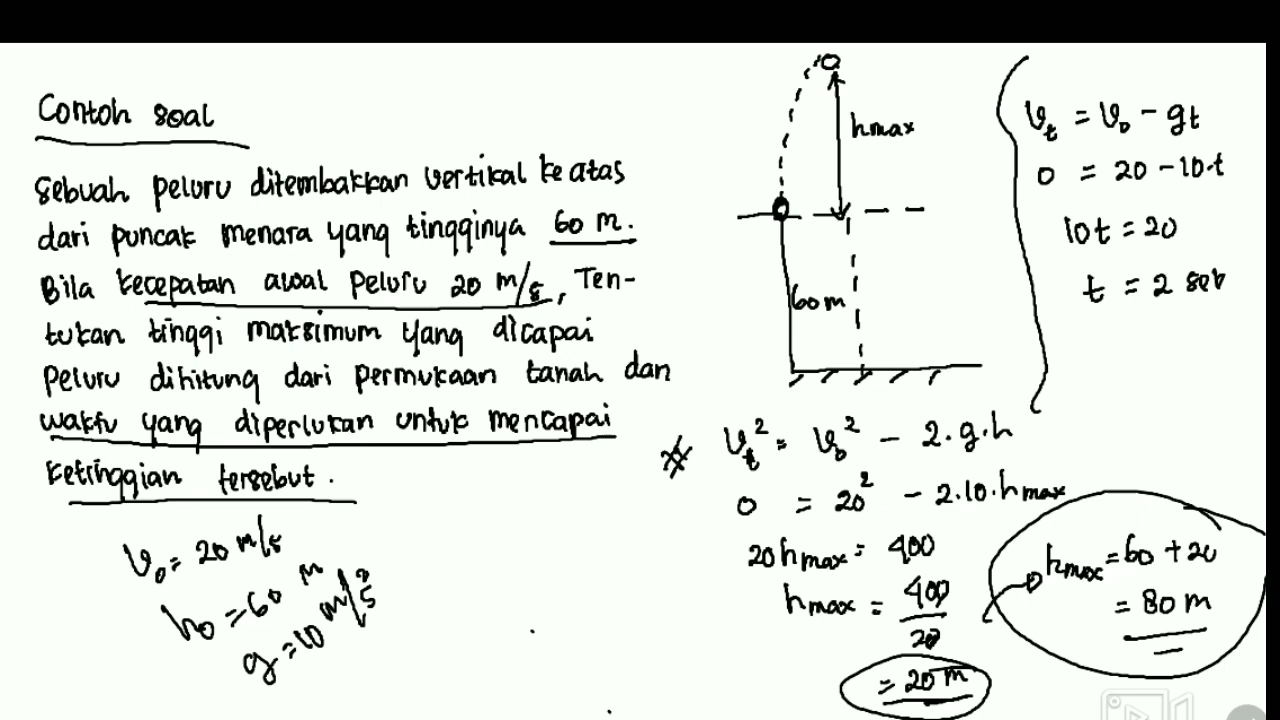 Contoh soal
Sebuah peluru ditembakkan vertikal ke atas
dari puncak menara yang tingginya 60 m.
Bila kecepatan awal peluru 20 m/s, Ten-
tukan tinggi maksimum yang dicapai
Peluru dihitung dari permukaan tanah dan
waktu yang diperlukan untuk mencapai
ketinggian tersebut.
v₀ = 20 m/s
h₀ = 60 m
g = 10 m/s²
hmax
60 m
vₜ = v₀ - gt
0 = 20 - 10.t
10t = 20
t = 2 sek
* vₜ² = v₀² - 2.g.h
0 = 20² - 2.10.hmax
20 hmax = 400
hmax = 400/20
= 20 m
hmax = 60 + 20
= 80 m